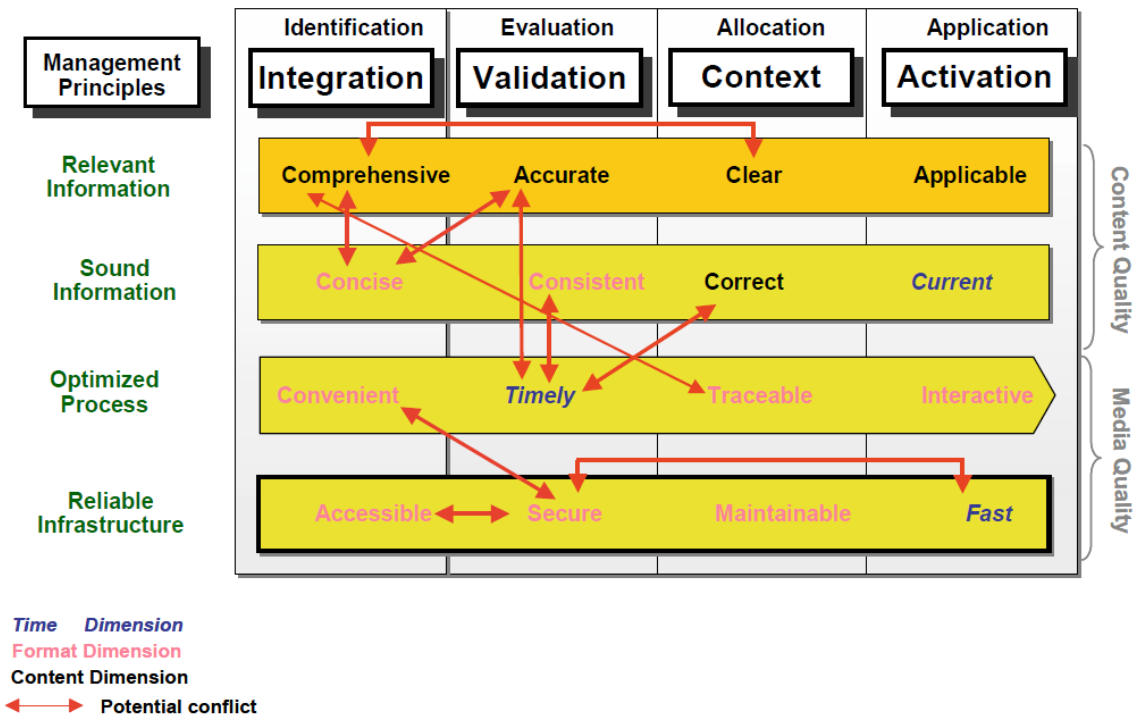 Identification Evaluation Allocation Application
Management
Principles
Integration Validation Context Activation
Relevant
Information
Comprehensive Accurate Clear Applicable
Sound
Information
Concise Consistent Correct Current
Content Quality
Optimized
Process
Convenient Timely Traceable Interactive
Reliable
Infrastructure
Accessible Secure Maintainable Fast
Media Quality
Time Dimension
Format Dimension
Content Dimension
Potential conflict